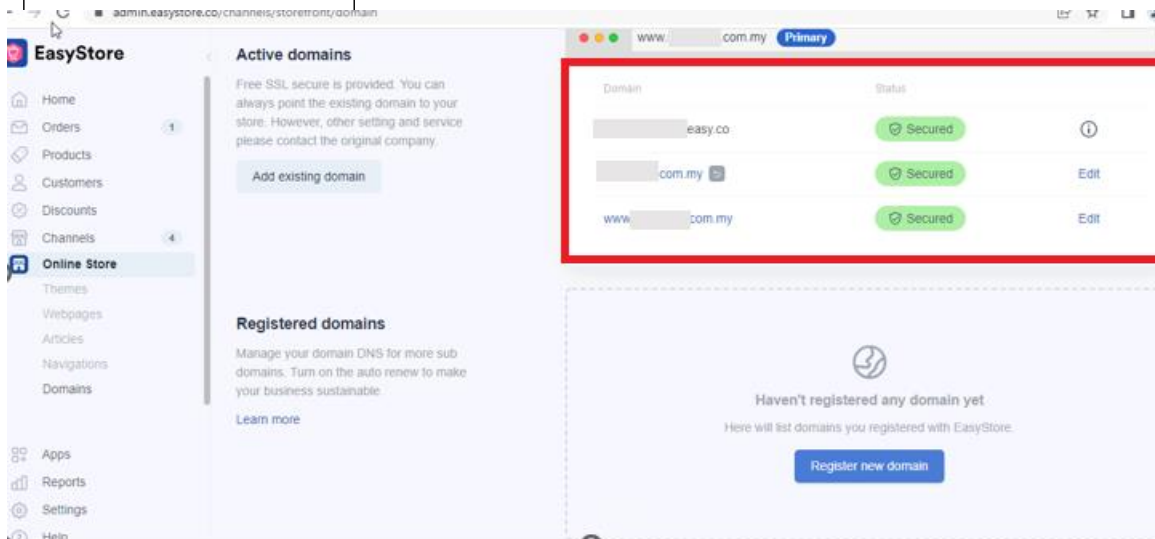 admin.easystore.co/channels/storefront/domain
EasyStore
Home
Orders 1
Products
Customers
Discounts
Channels 4
Online Store
Themes
Webpages
Articles
Navigations
Domains
Apps
Reports
Settings
Help
Active domains
Free SSL secure is provided. You can
always point the existing domain to your
store. However, other setting and service
please contact the original company.
Add existing domain
www. com.my Primary
Domain Status
easy.co Secured
com.my Secured Edit
www com.my Secured Edit
Registered domains
Manage your domain DNS for more sub
domains. Turn on the auto renew to make
your business sustainable
Learn more
Haven't registered any domain yet
Here will list domains you registered with EasyStore.
Register new domain